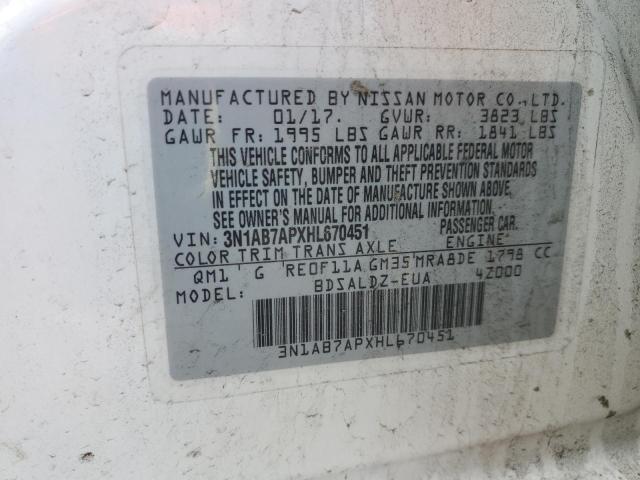 MANUFACTURED BY NISSAN MOTOR CO.,LTD.
DATE: 01/17. GVWR: 3823 LBS
GAWR FR: 1995 LBS GAWR RR: 1841 LBS
THIS VEHICLE CONFORMS TO ALL APPLICABLE FEDERAL MOTOR
VEHICLE SAFETY, BUMPER AND THEFT PREVENTION STANDARDS
IN EFFECT ON THE DATE OF MANUFACTURE SHOWN ABOVE.
SEE OWNER'S MANUAL FOR ADDITIONAL INFORMATION.
VIN: 3N1AB7APXHL670451 PASSENGER CAR.
COLOR TRIM TRANS AXLE ENGINE
QM1 G RE0F11A GM35 MRA8DE 1798 CC
MODEL: BDSALDZ-EUA 4Z000
3N1AB7APXHL670451